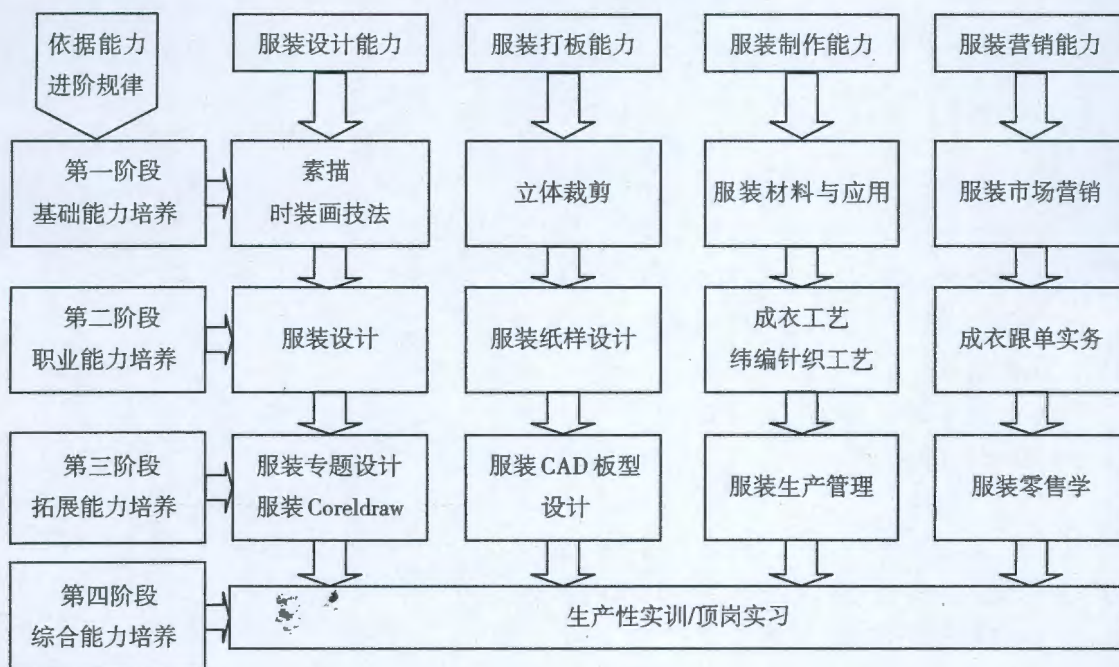 依据能力
进阶规律
服装设计能力
服装打板能力
服装制作能力
服装营销能力
第一阶段
基础能力培养
素描
时装画技法
立体裁剪
服装材料与应用
服装市场营销
第二阶段
职业能力培养
服装设计
服装纸样设计
成衣工艺
纬编针织工艺
成衣跟单实务
第三阶段
拓展能力培养
服装专题设计
服装Coreldraw
服装CAD板型
设计
服装生产管理
服装零售学
第四阶段
综合能力培养
生产性实训/顶岗实习